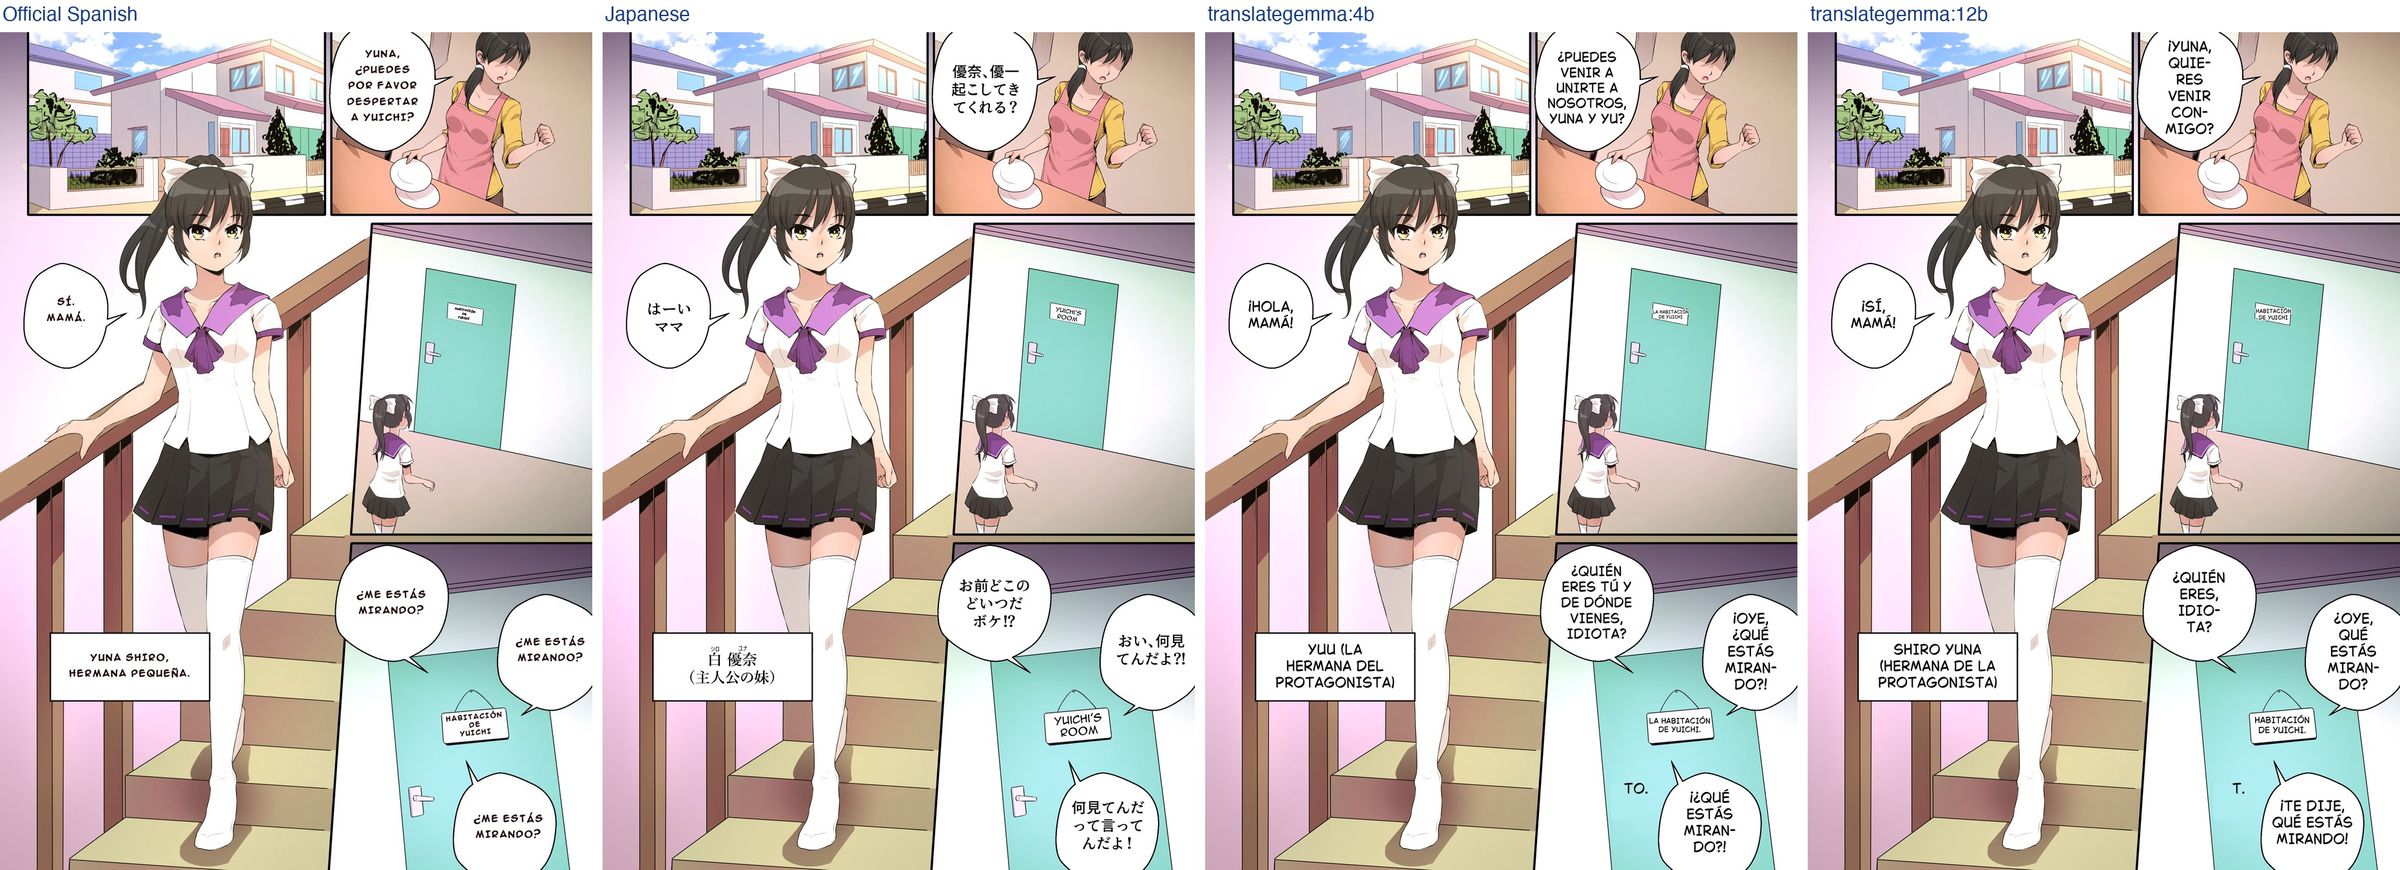 Official Spanish
YUNA,
¿PUEDES
POR FAVOR
DESPERTAR
A YUICHI?
SÍ.
MAMÁ.
HABITACIÓN
DE
YUICHI
¿ME ESTÁS
MIRANDO?
¿ME ESTÁS
MIRANDO?
YUNA SHIRO,
HERMANA PEQUEÑA.
HABITACIÓN
DE
YUICHI
¿ME ESTÁS
MIRANDO?
Japanese
優奈、優一
起こしてき
てくれる?
はーい
ママ
YUICHI'S
ROOM
お前どこの
どいつだ
ボケ!?
おい、何見
てんだよ?!
シロ ユナ
白 優奈
(主人公の妹)
YUICHI'S
ROOM
何見てんだ
って言って
んだよ!
translategemma:4b
¿PUEDES
VENIR A
UNIRTE A
NOSOTROS,
YUNA Y YU?
¡HOLA,
MAMÁ!
LA HABITACIÓN
DE YUICHI
¿QUIÉN
ERES TÚ Y
DE DÓNDE
VIENES,
IDIOTA?
¡OYE,
¿QUÉ
ESTÁS
MIRAN-
DO?!
YUU (LA
HERMANA DEL
PROTAGONISTA)
LA HABITACIÓN
DE YUICHI.
TO.
¡¿QUÉ
ESTÁS
MIRAN-
DO?!
translategemma:12b
¡YUNA,
QUIE-
RES
VENIR
CON-
MIGO?
¡SÍ,
MAMÁ!
HABITACIÓN
DE YUICHI
¿QUIÉN
ERES,
IDIO-
TA?
¿OYE,
QUÉ
ESTÁS
MIRAN-
DO?
SHIRO YUNA
(HERMANA DE LA
PROTAGONISTA)
HABITACIÓN
DE YUICHI.
T.
¡TE DIJE,
QUÉ ESTÁS
MIRANDO!